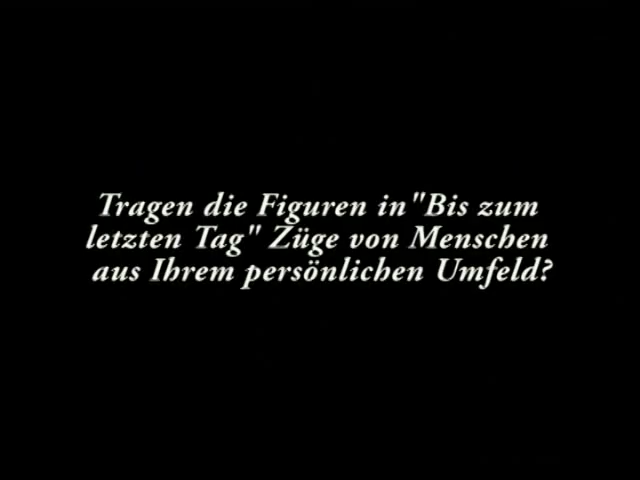 Tragen die Figuren in "Bis zum
letzten Tag" Züge von Menschen
aus Ihrem persönlichen Umfeld?